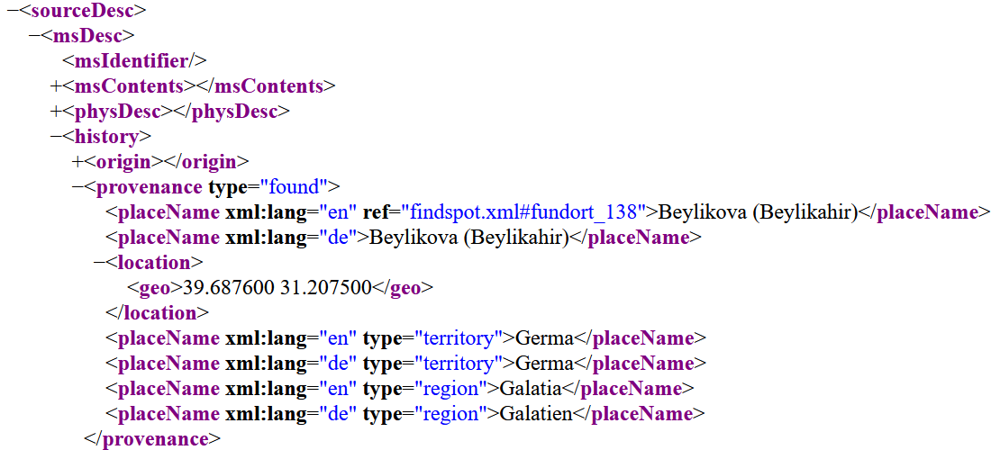 −<sourceDesc>
−<msDesc>
<msIdentifier/>
+<msContents></msContents>
+<physDesc></physDesc>
−<history>
+<origin></origin>
−<provenance type="found">
<placeName xml:lang="en" ref="findspot.xml#fundort_138">Beylikova (Beylikahir)</placeName>
<placeName xml:lang="de">Beylikova (Beylikahir)</placeName>
−<location>
<geo>39.687600 31.207500</geo>
</location>
<placeName xml:lang="en" type="territory">Germa</placeName>
<placeName xml:lang="de" type="territory">Germa</placeName>
<placeName xml:lang="en" type="region">Galatia</placeName>
<placeName xml:lang="de" type="region">Galatien</placeName>
</provenance>